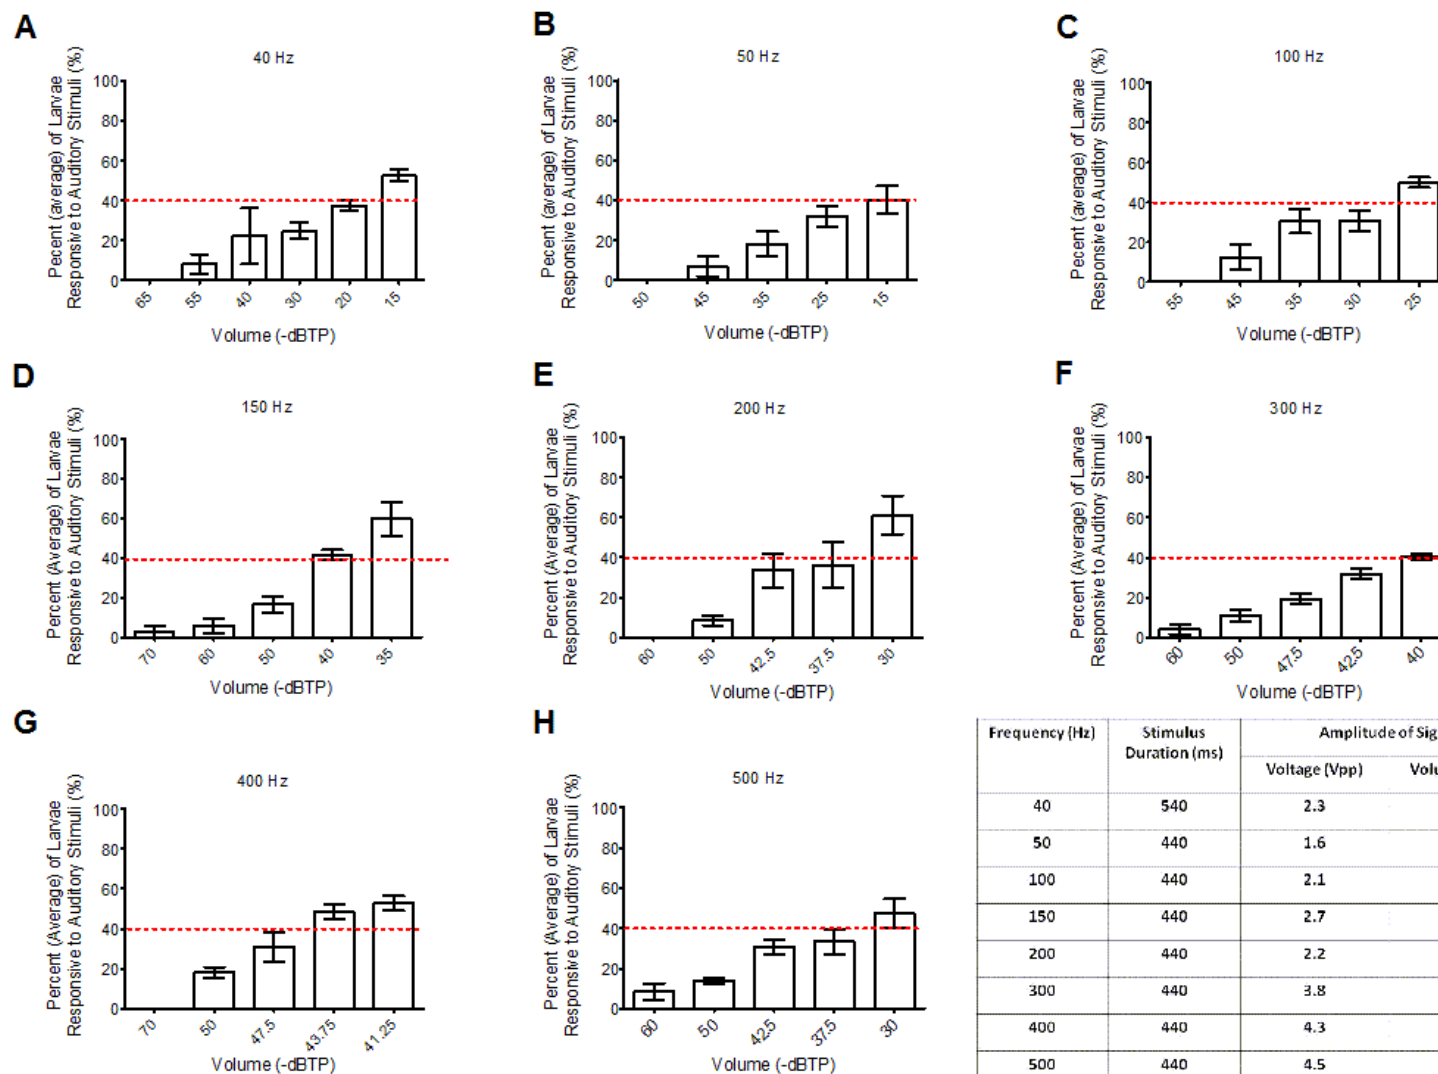 A
40 Hz
Pecent (average) of Larvae
Responsive to Auditory Stimuli (%)
100
80
60
40
20
0
65 55 40 30 20 15
Volume (-dBTP)
B
50 Hz
Pecent (average) of Larvae
Responsive to Auditory Stimuli (%)
100
80
60
40
20
0
50 45 35 25 15
Volume (-dBTP)
C
100 Hz
Pecent (average) of Larvae
Responsive to Auditory Stimuli (%)
100
80
60
40
20
0
55 45 35 30 25
Volume (-dBTP)
D
150 Hz
Percent (Average) of Larvae
Responsive to Auditory Stimuli (%)
100
80
60
40
20
0
70 60 50 40 35
Volume (-dBTP)
E
200 Hz
Percent (Average) of Larvae
Responsive to Auditory Stimuli (%)
100
80
60
40
20
0
60 50 42.5 37.5 30
Volume (-dBTP)
F
300 Hz
Percent (Average) of Larvae
Responsive to Auditory Stimuli (%)
100
80
60
40
20
0
60 50 47.5 42.5 40
Volume (-dBTP)
G
400 Hz
Percent (Average) of Larvae
Responsive to Auditory Stimuli (%)
100
80
60
40
20
0
70 50 47.5 43.75 41.25
Volume (-dBTP)
H
500 Hz
Percent (Average) of Larvae
Responsive to Auditory Stimuli (%)
100
80
60
40
20
0
60 50 42.5 37.5 30
Volume (-dBTP)
Frequency (Hz) Stimulus Amplitude of Sig
Duration (ms)
Voltage (Vpp) Volu
40 540 2.3
50 440 1.6
100 440 2.1
150 440 2.7
200 440 2.2
300 440 3.8
400 440 4.3
500 440 4.5